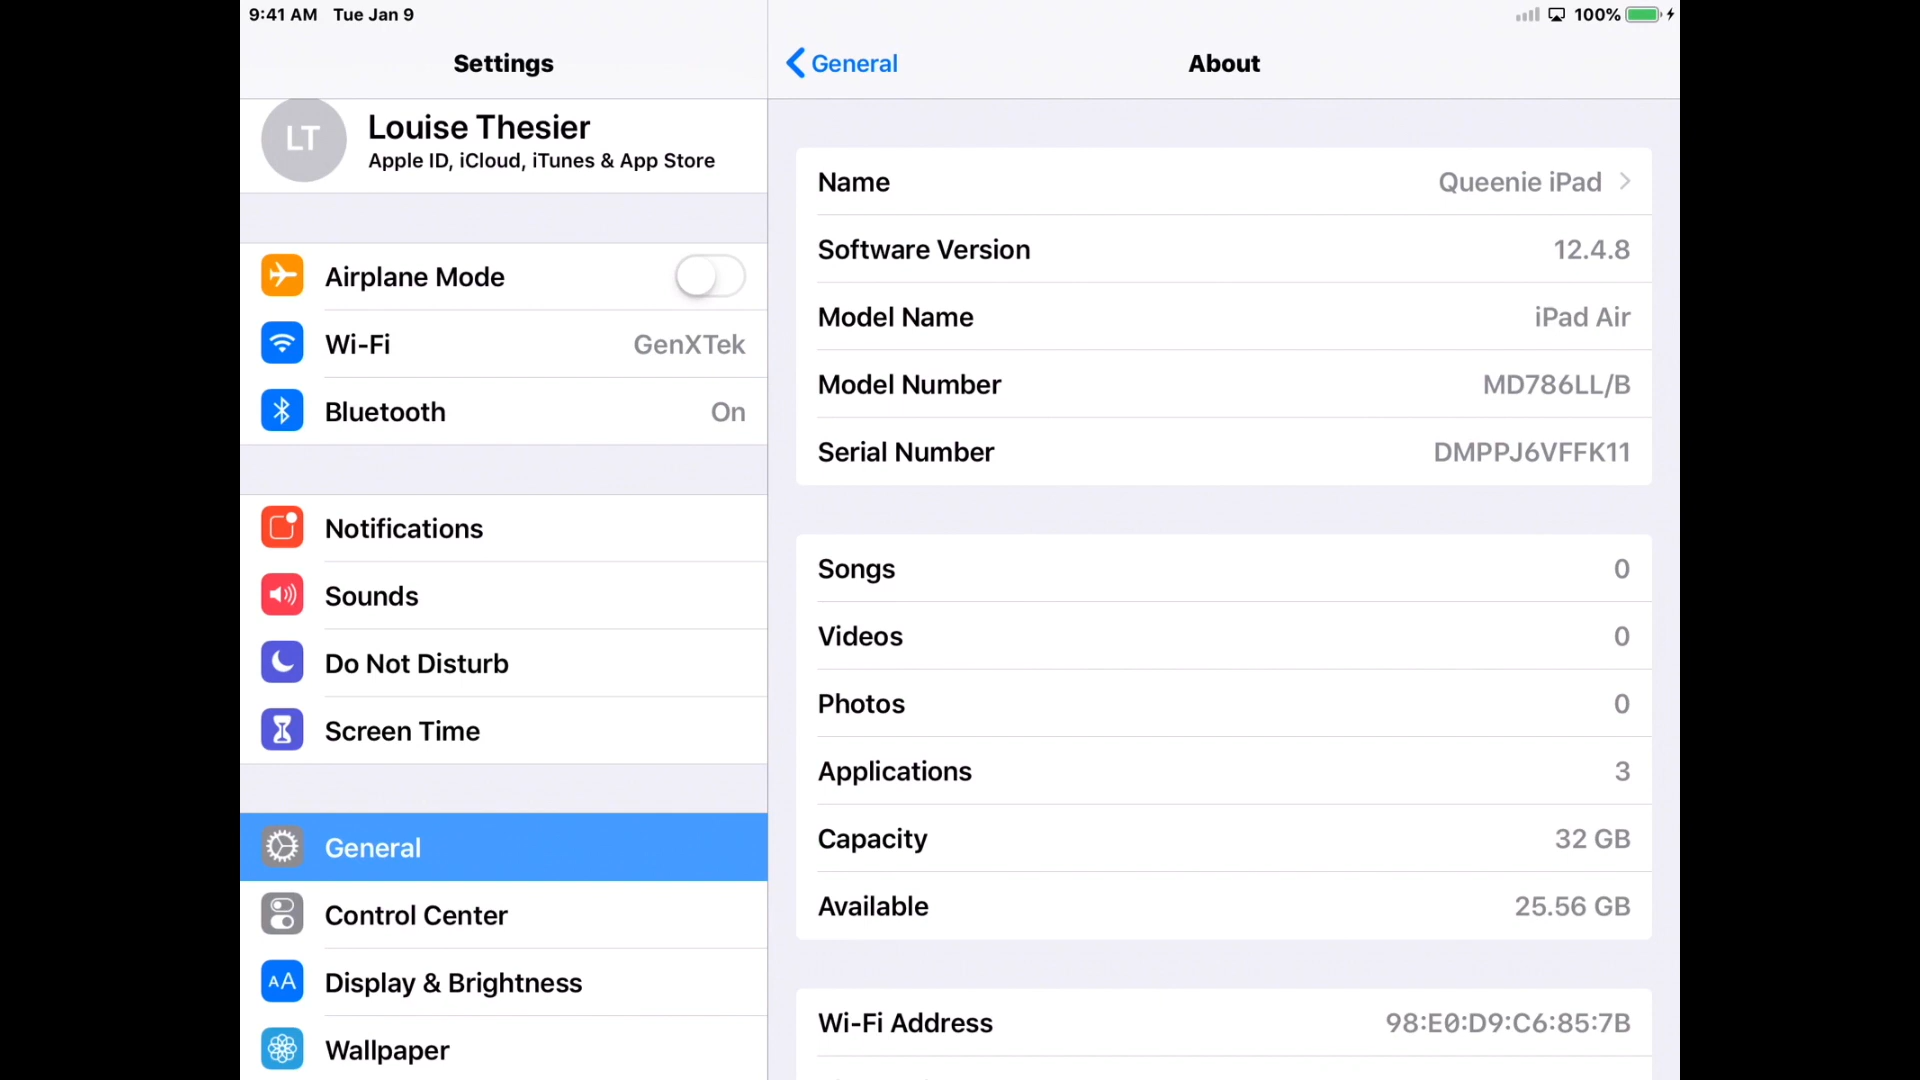 9:41 AM Tue Jan 9
100%
Settings
LT
Louise Thesier
Apple ID, iCloud, iTunes & App Store
Airplane Mode
Wi-Fi GenXTek
Bluetooth On
Notifications
Sounds
Do Not Disturb
Screen Time
General
Control Center
AA Display & Brightness
Wallpaper
General
About
Name Queenie iPad
Software Version 12.4.8
Model Name iPad Air
Model Number MD786LL/B
Serial Number DMPPJ6VFFK11
Songs 0
Videos 0
Photos 0
Applications 3
Capacity 32 GB
Available 25.56 GB
Wi-Fi Address 98:E0:D9:C6:85:7B